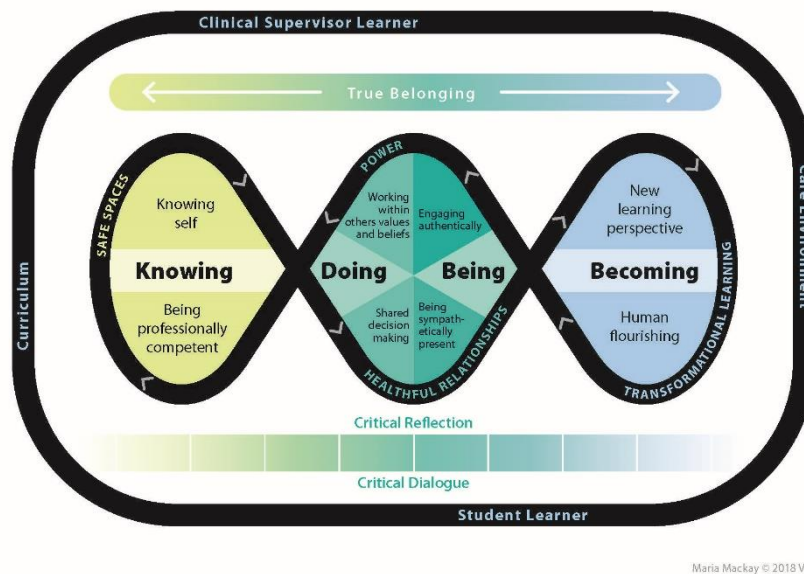 Clinical Supervisor Learner
True Belonging
SAFE SPACES
Knowing
self
Knowing
Being
professionally
competent
POWER
Working
within
others values
and beliefs
Engaging
authentically
Doing
Being
Shared
decision
making
Being
sympath-
etically
present
HEALTHFUL RELATIONSHIPS
New
learning
perspective
Becoming
Human
flourishing
TRANSFORMATIONAL LEARNING
Curriculum
Critical Reflection
Critical Dialogue
Student Learner
Maria Mackay © 2018 V